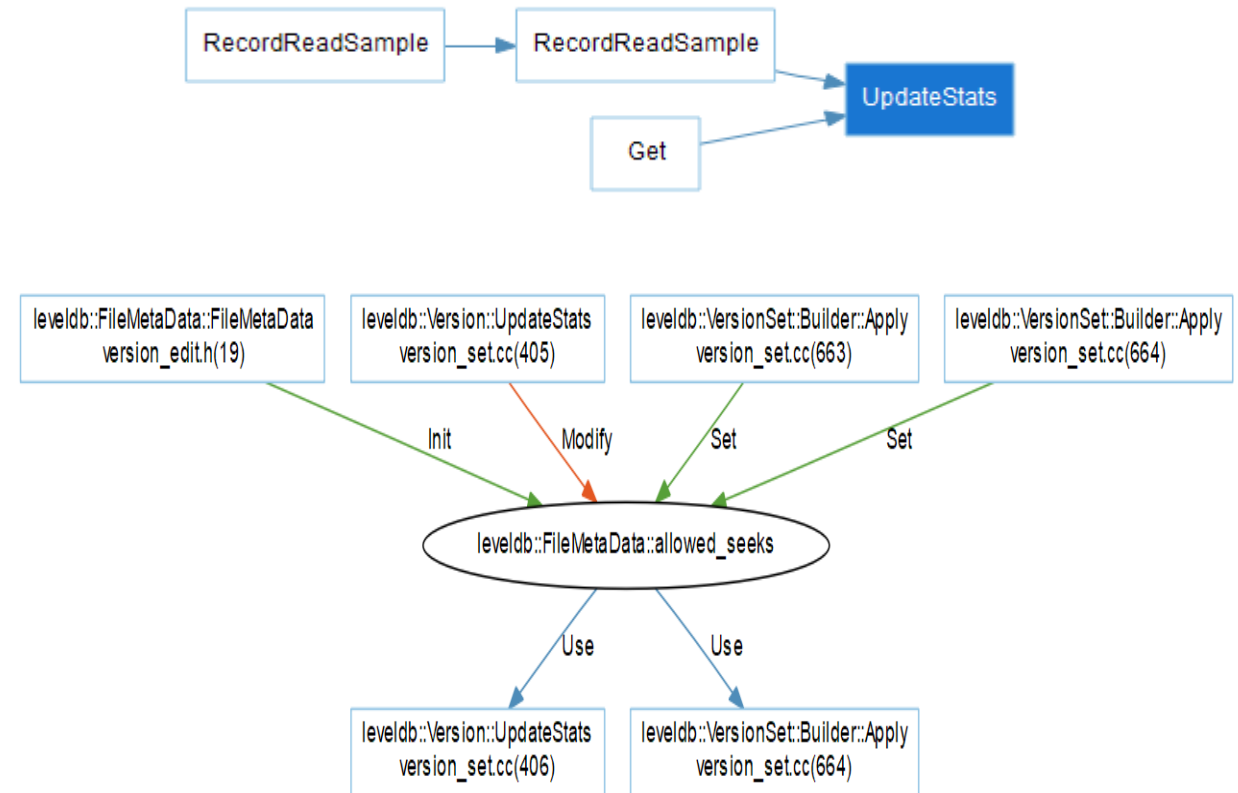 RecordReadSample
RecordReadSample
UpdateStats
Get
leveldb::FileMetaData::FileMetaData
version_edit.h(19)
leveldb::Version::UpdateStats
version_set.cc(405)
leveldb::VersionSet::Builder::Apply
version_set.cc(663)
leveldb::VersionSet::Builder::Apply
version_set.cc(664)
Init
Modify
Set
Set
leveldb::FileMetaData::allowed_seeks
Use
Use
leveldb::Version::UpdateStats
version_set.cc(406)
leveldb::VersionSet::Builder::Apply
version_set.cc(664)